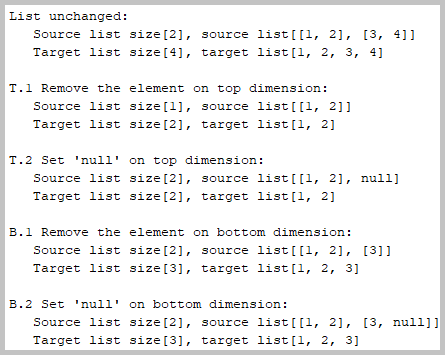 List unchanged:
Source list size[2], source list[[1, 2], [3, 4]]
Target list size[4], target list[1, 2, 3, 4]
T.1 Remove the element on top dimension:
Source list size[1], source list[[1, 2]]
Target list size[2], target list[1, 2]
T.2 Set 'null' on top dimension:
Source list size[2], source list[[1, 2], null]
Target list size[2], target list[1, 2]
B.1 Remove the element on bottom dimension:
Source list size[2], source list[[1, 2], [3]]
Target list size[3], target list[1, 2, 3]
B.2 Set 'null' on bottom dimension:
Source list size[2], source list[[1, 2], [3, null]]
Target list size[3], target list[1, 2, 3]